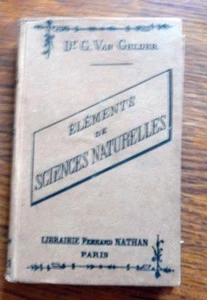 Dr G. VAN GELDER
ÉLÉMENTS
DE
SCIENCES NATURELLES
LIBRAIRIE FERNAND NATHAN
PARIS